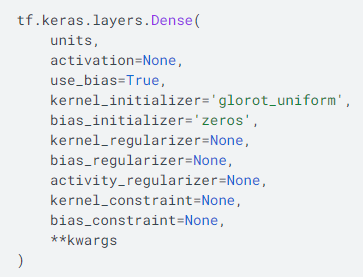 tf.keras.layers.Dense(
    units,
    activation=None,
    use_bias=True,
    kernel_initializer='glorot_uniform',
    bias_initializer='zeros',
    kernel_regularizer=None,
    bias_regularizer=None,
    activity_regularizer=None,
    kernel_constraint=None,
    bias_constraint=None,
    **kwargs
)